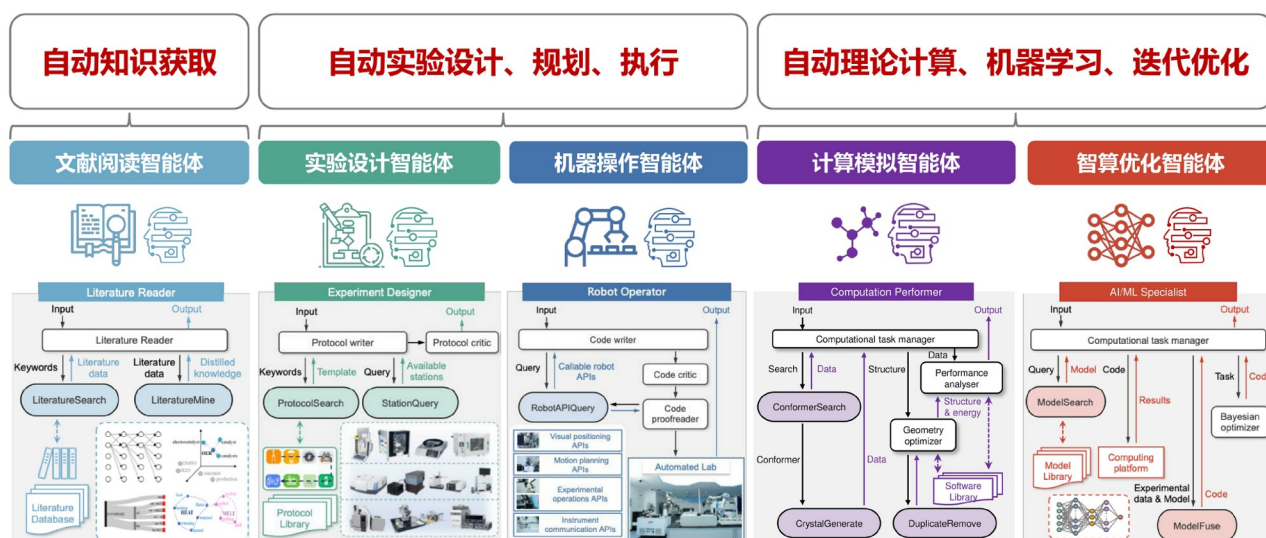 自动知识获取
自动实验设计、规划、执行
自动理论计算、机器学习、迭代优化
文献阅读智能体
实验设计智能体
机器操作智能体
计算模拟智能体
智算优化智能体
Literature Reader
Input
Output
Literature Reader
Keywords
Literature data
Literature data
Distilled knowledge
LiteratureSearch
LiteratureMine
Literature Database
Experiment Designer
Input
Output
Protocol writer
Protocol critic
Keywords
Template
Query
Available stations
ProtocolSearch
StationQuery
Protocol Library
Robot Operator
Input
Output
Code writer
Query
Callable robot APIs
Code critic
RobotAPIQuery
Code proofreader
Visual positioning APIs
Motion planning APIs
Experimental operations APIs
Instrument communication APIs
Automated Lab
Computation Performer
Input
Output
Computational task manager
Search
Data
Structure
Data
Performance analyser
ConformerSearch
Structure & energy
Geometry optimizer
Conformer
Data
Software Library
CrystalGenerate
DuplicateRemove
AI/ML Specialist
Input
Output
Computational task manager
Query
Model
Code
Results
Task
Code
ModelSearch
Bayesian optimizer
Model Library
Computing platform
Experimental data & Model
Code
ModelFuse